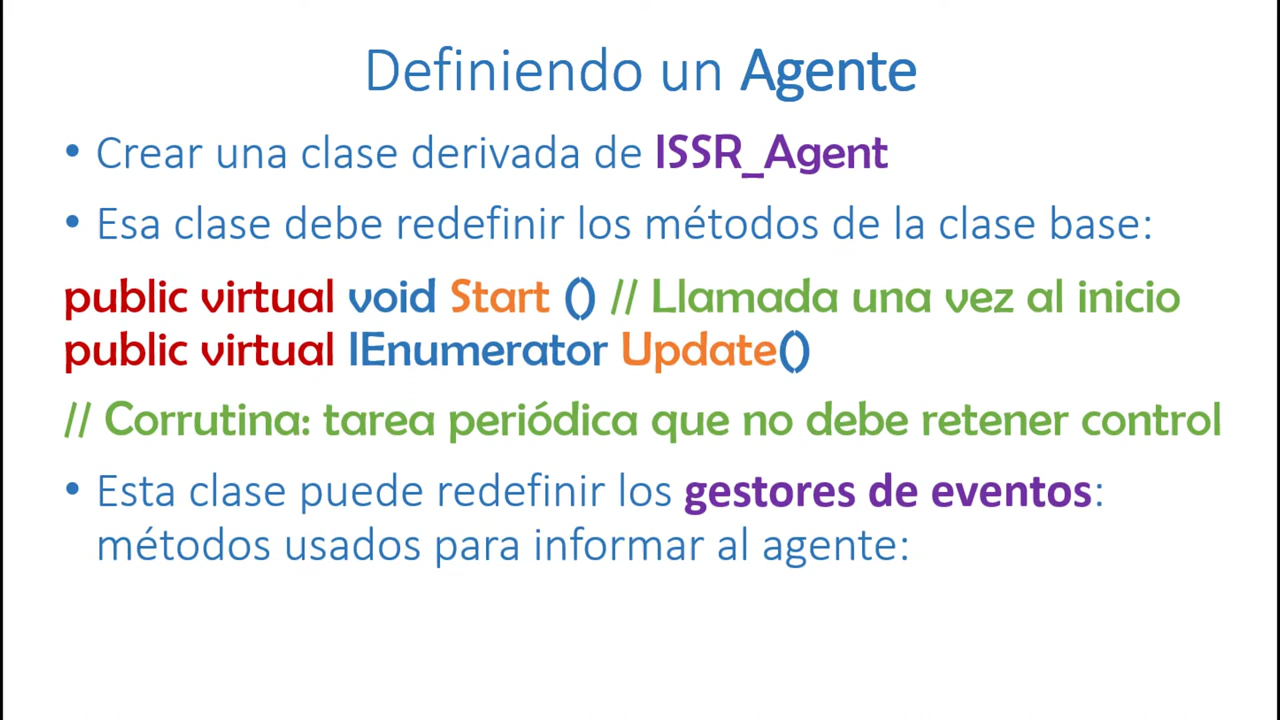 Definiendo un Agente
• Crear una clase derivada de ISSR_Agent
• Esa clase debe redefinir los métodos de la clase base:
public virtual void Start () // Llamada una vez al inicio
public virtual IEnumerator Update()
// Corrutina: tarea periódica que no debe retener control
• Esta clase puede redefinir los gestores de eventos:
métodos usados para informar al agente: